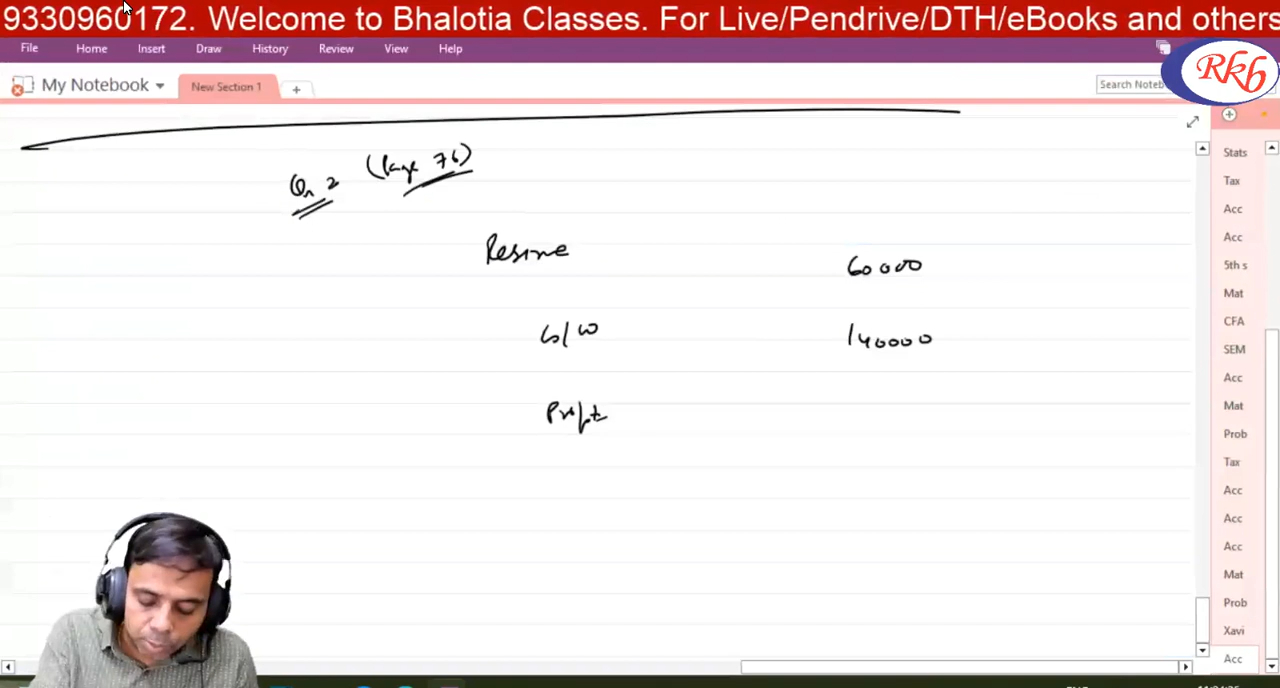 9330960172. Welcome to Bhalotia Classes. For Live/Pendrive/DTH/eBooks and others
File Home Insert Draw History Review View Help
Rkb
My Notebook New Section 1 + Search Noteb
Qn 2 (Page 76)
Reserve 60000
G/W 140000
Profit
Stats
Tax
Acc
Acc
5th s
Mat
CFA
SEM
Acc
Mat
Prob
Tax
Acc
Acc
Acc
Mat
Prob
Xavi
Acc